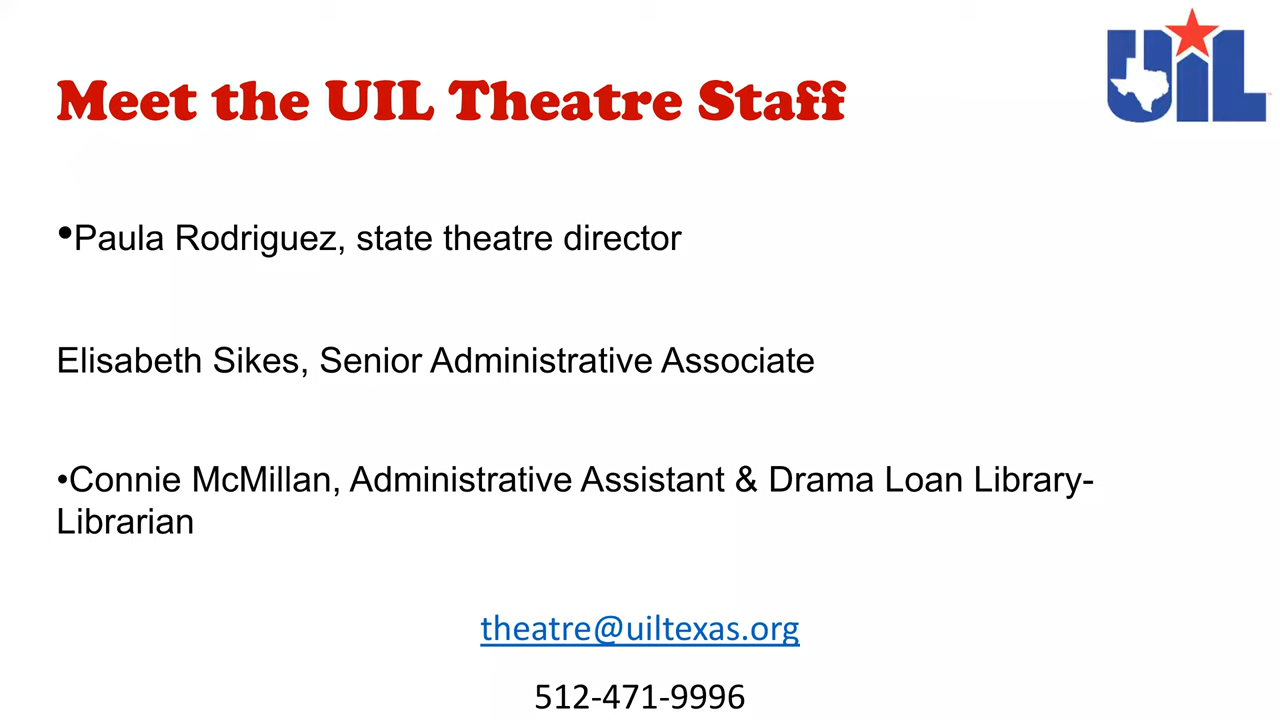 UIL
Meet the UIL Theatre Staff
•Paula Rodriguez, state theatre director
Elisabeth Sikes, Senior Administrative Associate
•Connie McMillan, Administrative Assistant & Drama Loan Library-
Librarian
theatre@uiltexas.org
512-471-9996